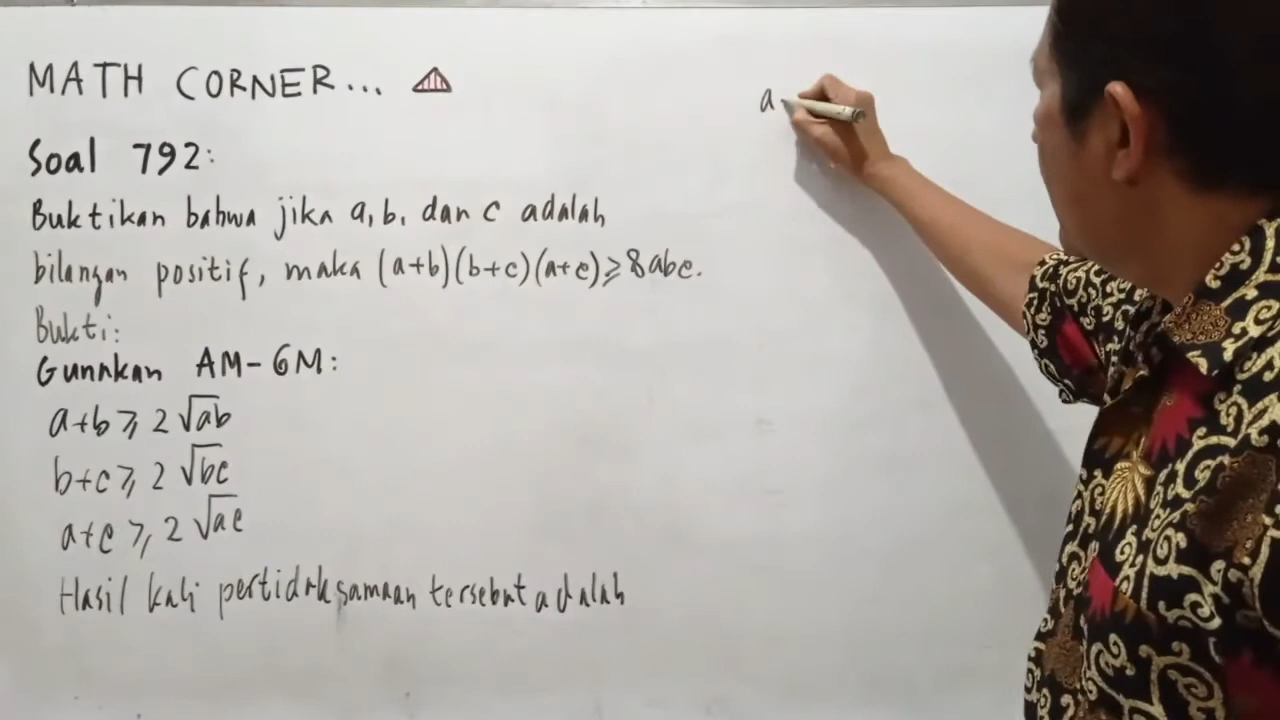 MATH CORNER...
Soal 792:
Buktikan bahwa jika a, b, dan c adalah
bilangan positif, maka (a+b)(b+c)(a+c)⩾8abc.
Bukti:
Gunakan AM-GM:
a+b ⩾ 2√ab
b+c ⩾ 2√bc
a+c ⩾ 2√ac
Hasil kali pertidaksamaan tersebut adalah
a